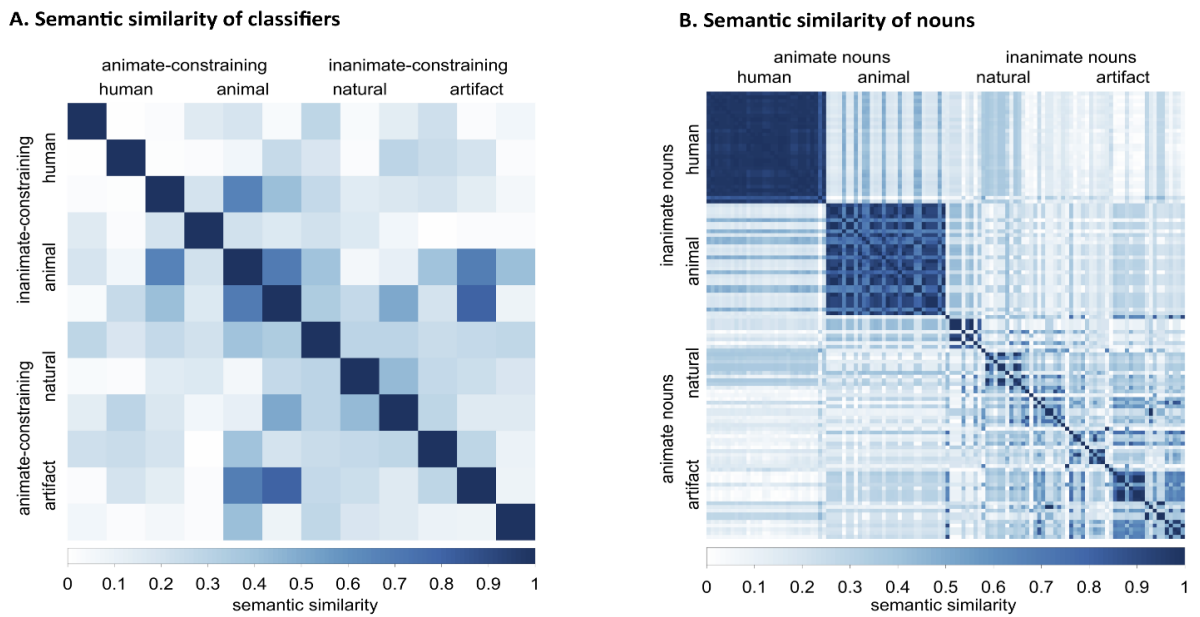 A. Semantic similarity of classifiers
animate-constraining inanimate-constraining
human animal natural artifact
inanimate-constraining
human
animal
animate-constraining
natural
artifact
0 0.1 0.2 0.3 0.4 0.5 0.6 0.7 0.8 0.9 1
semantic similarity
B. Semantic similarity of nouns
animate nouns inanimate nouns
human animal natural artifact
inanimate nouns
human
animal
animate nouns
natural
artifact
0 0.1 0.2 0.3 0.4 0.5 0.6 0.7 0.8 0.9 1
semantic similarity